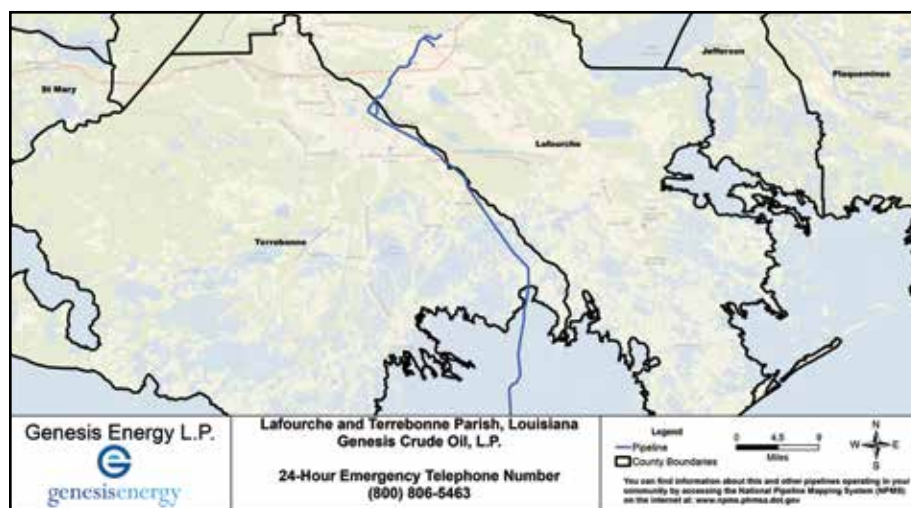 St Mary
Jefferson
Plaquemines
Lafourche
Terrebonne
Genesis Energy L.P.
genesisenergy
Lafourche and Terrebonne Parish, Louisiana
Genesis Crude Oil, L.P.
24-Hour Emergency Telephone Number
(800) 806-5463
Legend
Pipeline
County Boundaries
0 4.5 9
Miles
N
W E
S
You can find information about this and other pipelines operating in your
community by accessing the National Pipeline Mapping System (NPMS)
on the internet at: www.npms.phmsa.dot.gov